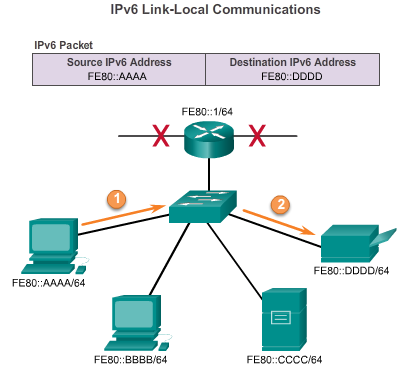 IPv6 Link-Local Communications
IPv6 Packet
Source IPv6 Address
FE80::AAAA
Destination IPv6 Address
FE80::DDDD
FE80::1/64
1
2
FE80::AAAA/64
FE80::DDDD/64
FE80::BBBB/64
FE80::CCCC/64